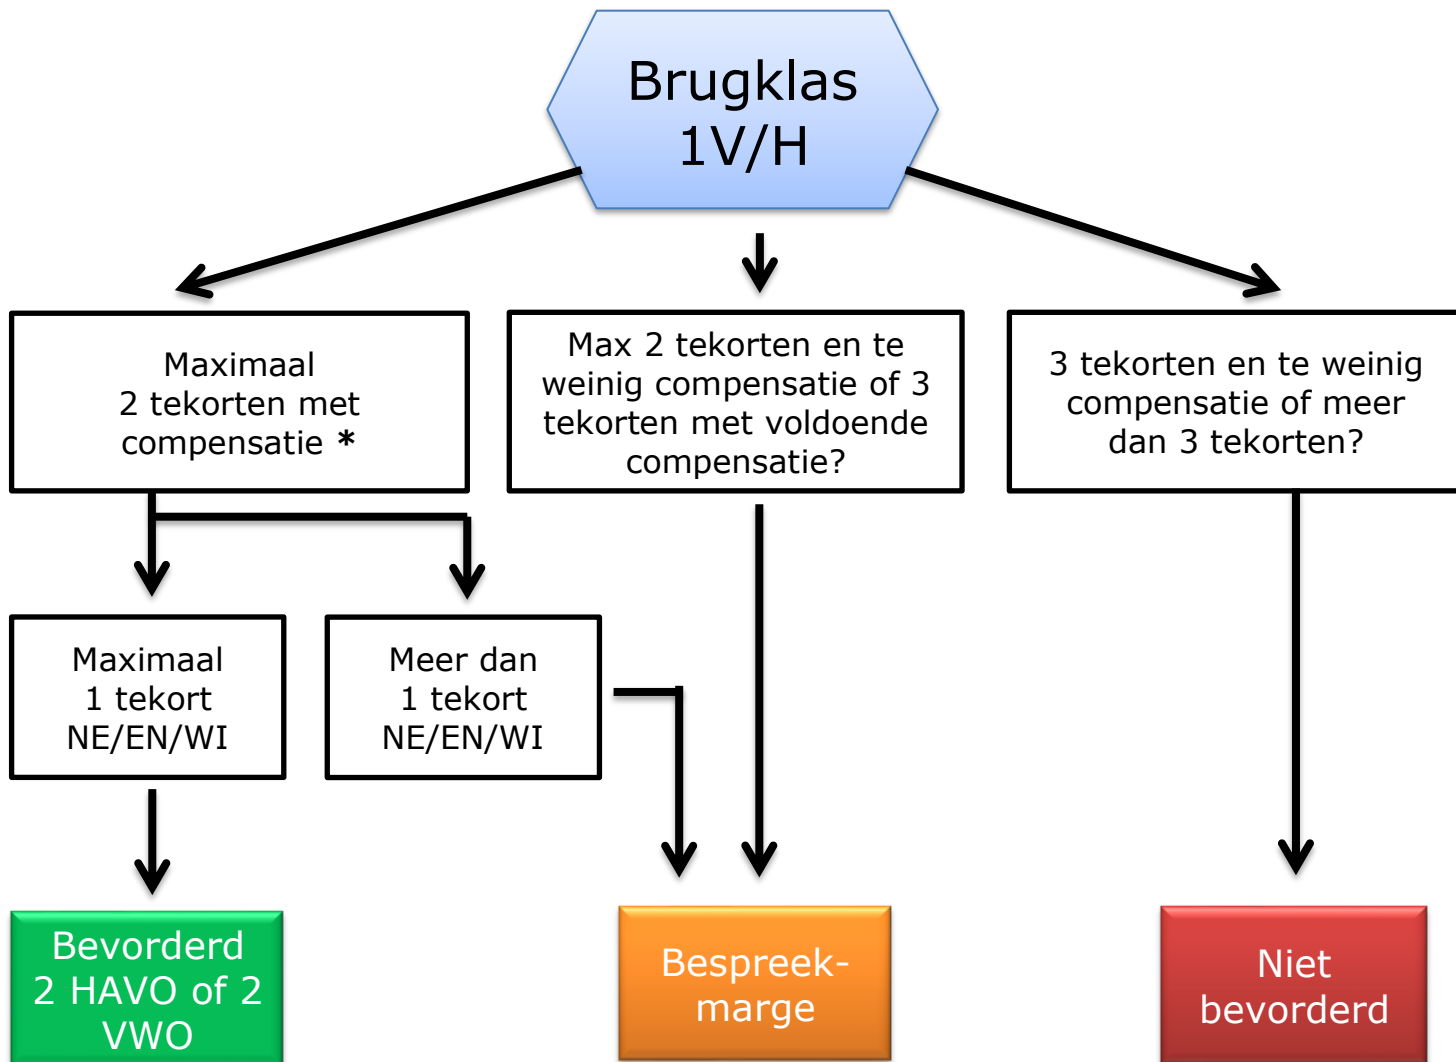 Brugklas
1V/H
Maximaal
2 tekorten met
compensatie *
Max 2 tekorten en te
weinig compensatie of 3
tekorten met voldoende
compensatie?
3 tekorten en te weinig
compensatie of meer
dan 3 tekorten?
Maximaal
1 tekort
NE/EN/WI
Meer dan
1 tekort
NE/EN/WI
Bevorderd
2 HAVO of 2
VWO
Bespreek-
marge
Niet
bevorderd